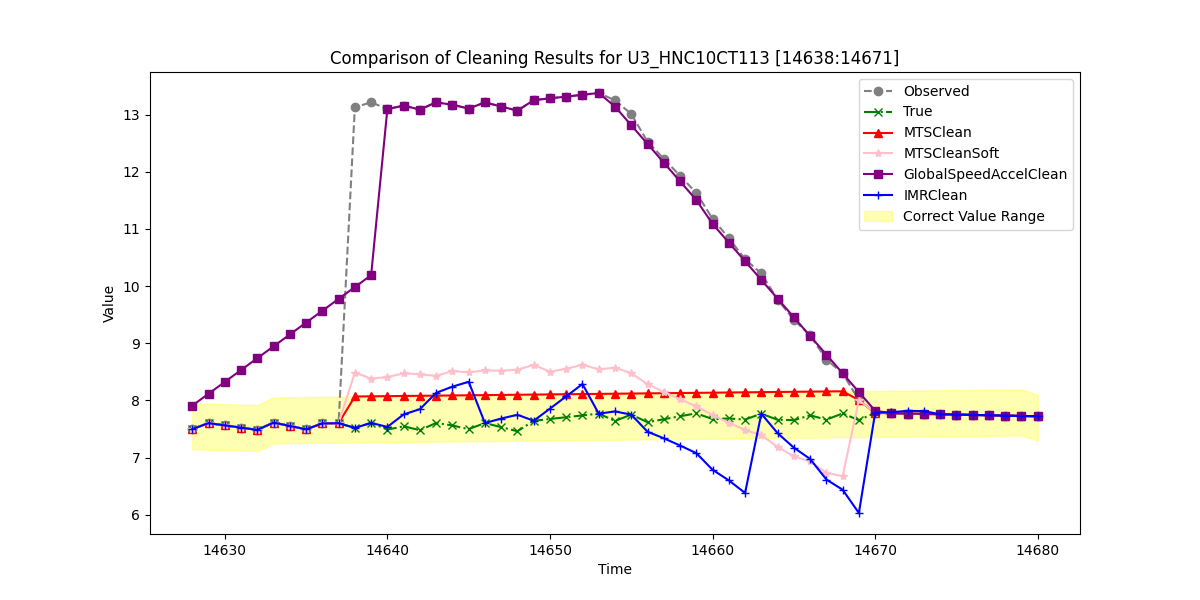 Comparison of Cleaning Results for U3_HNC10CT113 [14638:14671]
Observed
True
MTSClean
MTSCleanSoft
GlobalSpeedAccelClean
IMRClean
Correct Value Range
Value
13
12
11
10
9
8
7
6
14630 14640 14650 14660 14670 14680
Time